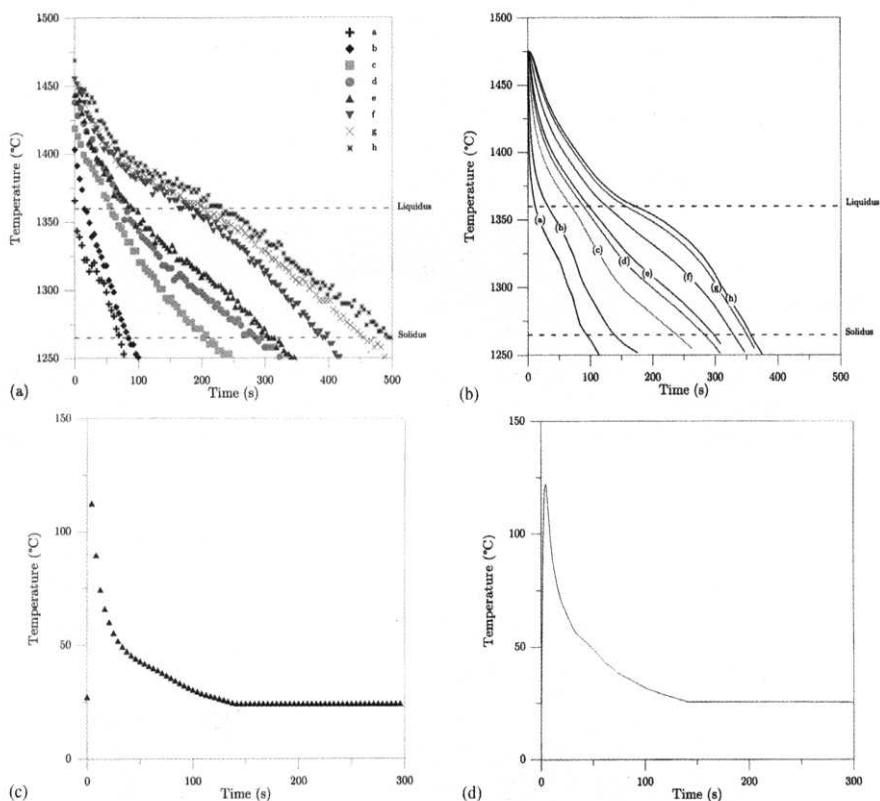 1500
1450
1400
1350
1300
1250
Temperature (°C)
0
100
200
300
400
500
Time (s)
a
b
c
d
e
f
g
h
Liquidus
Solidus
(a)
1500
1450
1400
1350
1300
1250
Temperature (°C)
0
100
200
300
400
500
Time (s)
(a)
(b)
(c)
(d)
(e)
(f)
(g)
(h)
Liquidus
Solidus
(b)
150
100
50
0
Temperature (°C)
0
100
200
300
Time (s)
(c)
150
100
50
0
Temperature (°C)
0
100
200
300
Time (s)
(d)